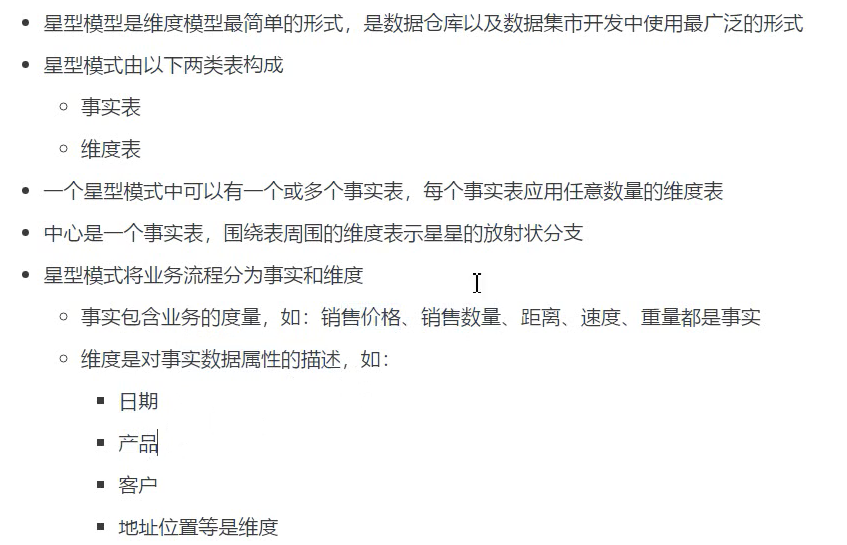 星型模型是维度模型最简单的形式，是数据仓库以及数据集市开发中使用最广泛的形式
星型模式由以下两类表构成
事实表
维度表
一个星型模式中可以有一个或多个事实表，每个事实表应用任意数量的维度表
中心是一个事实表，围绕表周围的维度表示星星的放射状分支
星型模式将业务流程分为事实和维度
事实包含业务的度量，如：销售价格、销售数量、距离、速度、重量都是事实
维度是对事实数据属性的描述，如：
日期
产品
客户
地址位置等是维度